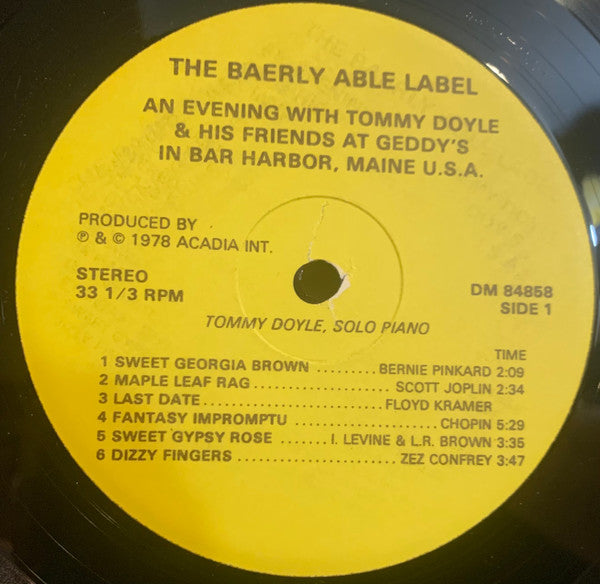 THE BAERLY ABLE LABEL
AN EVENING WITH TOMMY DOYLE
& HIS FRIENDS AT GEDDY'S
IN BAR HARBOR, MAINE U.S.A.
PRODUCED BY
℗ & © 1978 ACADIA INT.
STEREO
33 1/3 RPM
DM 84858
SIDE 1
TOMMY DOYLE, SOLO PIANO
TIME
1 SWEET GEORGIA BROWN ......... BERNIE PINKARD 2:09
2 MAPLE LEAF RAG ..................... SCOTT JOPLIN 2:34
3 LAST DATE ........................... FLOYD KRAMER
4 FANTASY IMPROMPTU ...................... CHOPIN 5:29
5 SWEET GYPSY ROSE ....... I. LEVINE & L.R. BROWN 3:35
6 DIZZY FINGERS ......................... ZEZ CONFREY 3:47